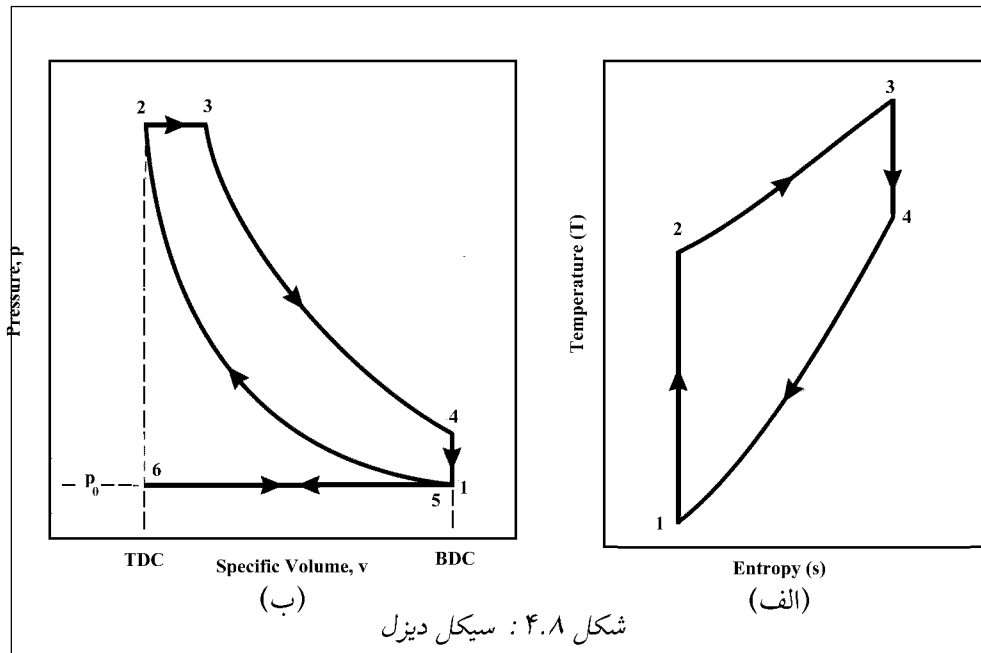 2
3
4
1
5
6
p₀
Pressure, p
TDC
Specific Volume, v
BDC
(ب)
3
4
2
1
Temperature (T)
Entropy (s)
(الف)
شکل ۴.۸ : سیکل دیزل